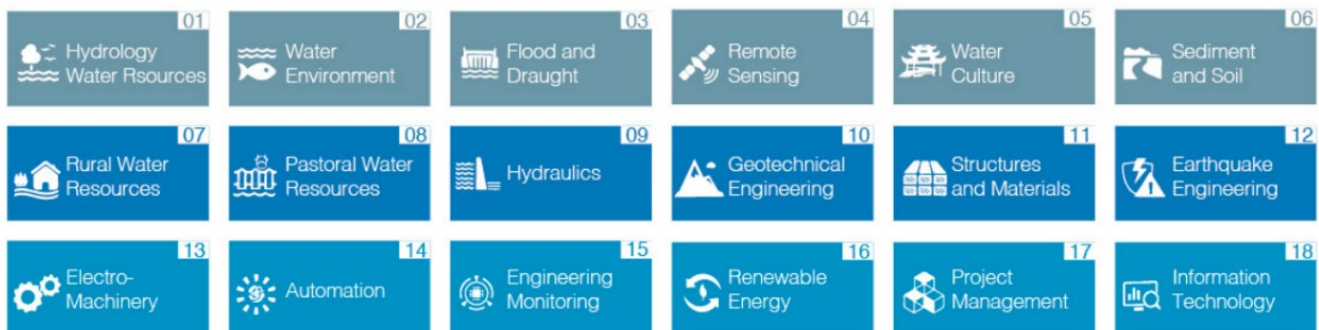 01
Hydrology
Water Rsources
02
Water
Environment
03
Flood and
Draught
04
Remote
Sensing
05
Water
Culture
06
Sediment
and Soil
07
Rural Water
Resources
08
Pastoral Water
Resources
09
Hydraulics
10
Geotechnical
Engineering
11
Structures
and Materials
12
Earthquake
Engineering
13
Electro-
Machinery
14
Automation
15
Engineering
Monitoring
16
Renewable
Energy
17
Project
Management
18
Information
Technology